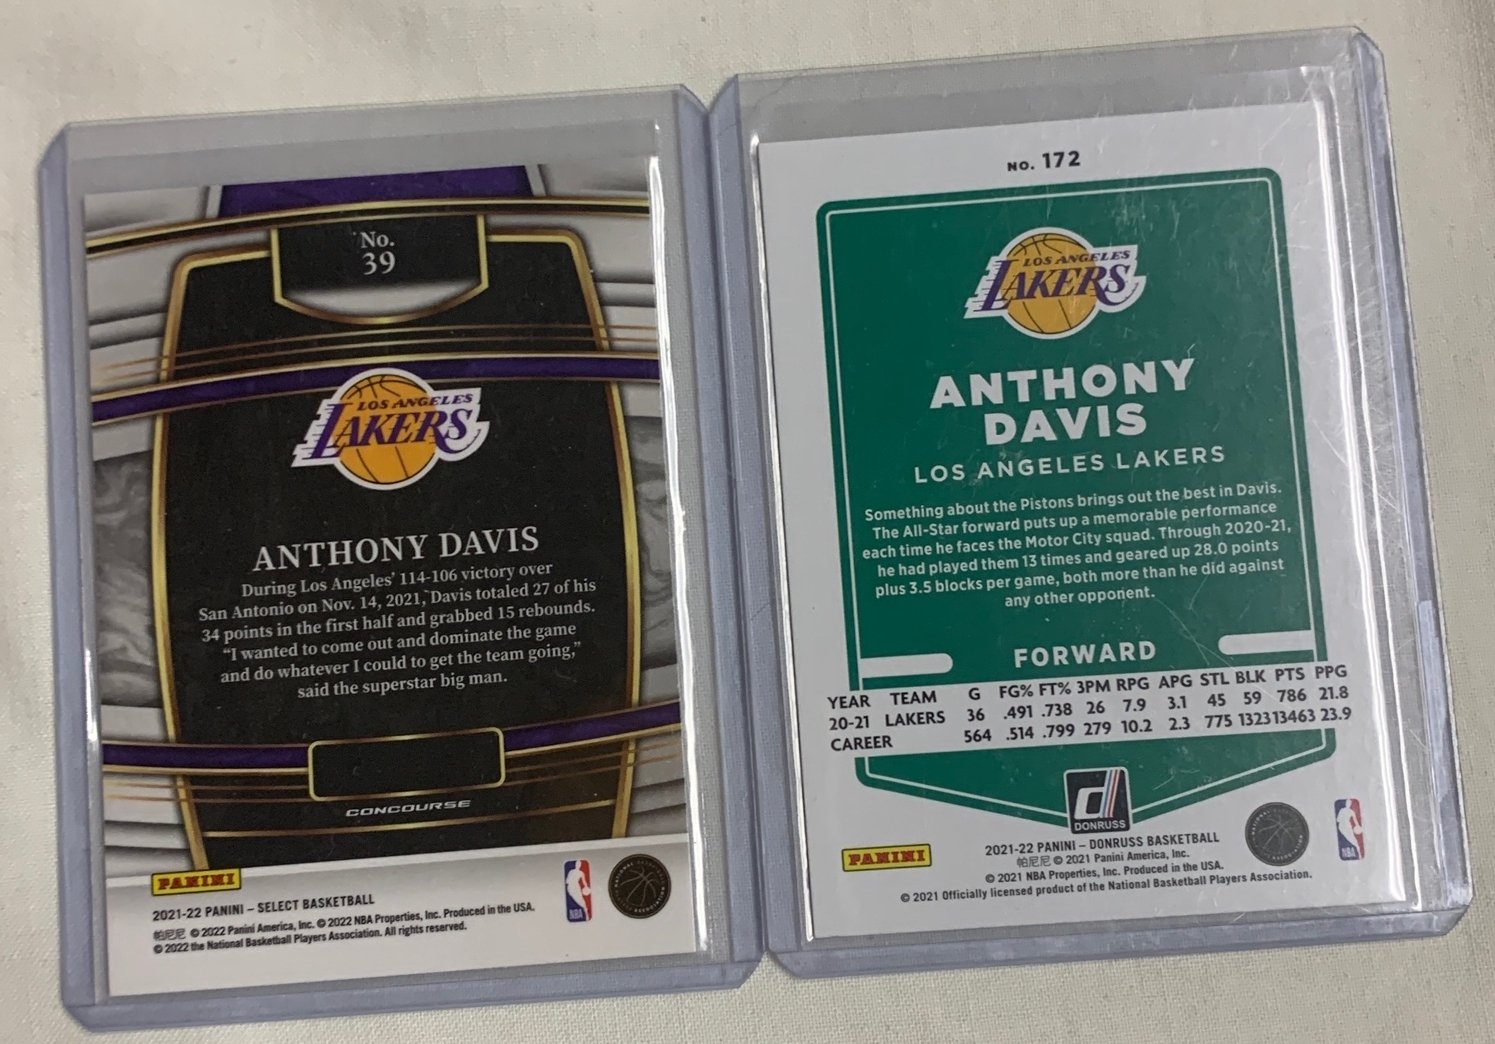 No.
39
LOS ANGELES
LAKERS
ANTHONY DAVIS
During Los Angeles' 114-106 victory over
San Antonio on Nov. 14, 2021, Davis totaled 27 of his
34 points in the first half and grabbed 15 rebounds.
“I wanted to come out and dominate the game
and do whatever I could to get the team going,”
said the superstar big man.
CONCOURSE
PANINI
2021-22 PANINI – SELECT BASKETBALL
帕尼尼 © 2022 Panini America, Inc. © 2022 NBA Properties, Inc. Produced in the USA.
© 2022 the National Basketball Players Association. All rights reserved.
NBA
NO. 172
LOS ANGELES
LAKERS
ANTHONY
DAVIS
LOS ANGELES LAKERS
Something about the Pistons brings out the best in Davis.
The All-Star forward puts up a memorable performance
each time he faces the Motor City squad. Through 2020-21,
he had played them 13 times and geared up 28.0 points
plus 3.5 blocks per game, both more than he did against
any other opponent.
FORWARD
YEAR TEAM G FG% FT% 3PM RPG APG STL BLK PTS PPG
20-21 LAKERS 36 .491 .738 26 7.9 3.1 45 59 786 21.8
CAREER 564 .514 .799 279 10.2 2.3 775 1323 13463 23.9
DONRUSS
PANINI
2021-22 PANINI – DONRUSS BASKETBALL
帕尼尼 © 2021 Panini America, Inc.
© 2021 NBA Properties, Inc. Produced in the USA.
© 2021 Officially licensed product of the National Basketball Players Association.
NBA